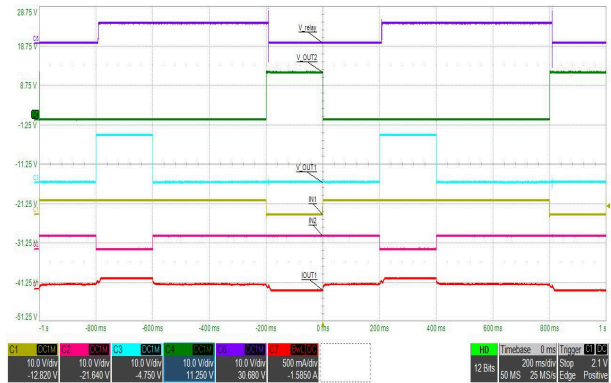 28.75 V
C6
V_relay
18.75 V
V_OUT2
8.75 V
-1.25 V
-11.25 V
V_OUT1
IN1
-21.25 V
IN2
-31.25 V
IOUT1
-41.25 V
-51.25 V
-1 s -800 ms -600 ms -400 ms -200 ms 0 ms 200 ms 400 ms 600 ms 800 ms 1 s
C1 DC1M C2 DC1M C3 DC1M C4 DC1M C6 DC1M HD Timebase 0 ms Trigger C1 DC
10.0 V/div 10.0 V/div 10.0 V/div 10.0 V/div 10.0 V/div 500 mA/div 12 Bits 200 ms/div Stop 2.1 V
-12.820 V -21.640 V -4.750 V 11.250 V 30.680 V -1.5850 A 50 MS 25 MS/s Edge Positive